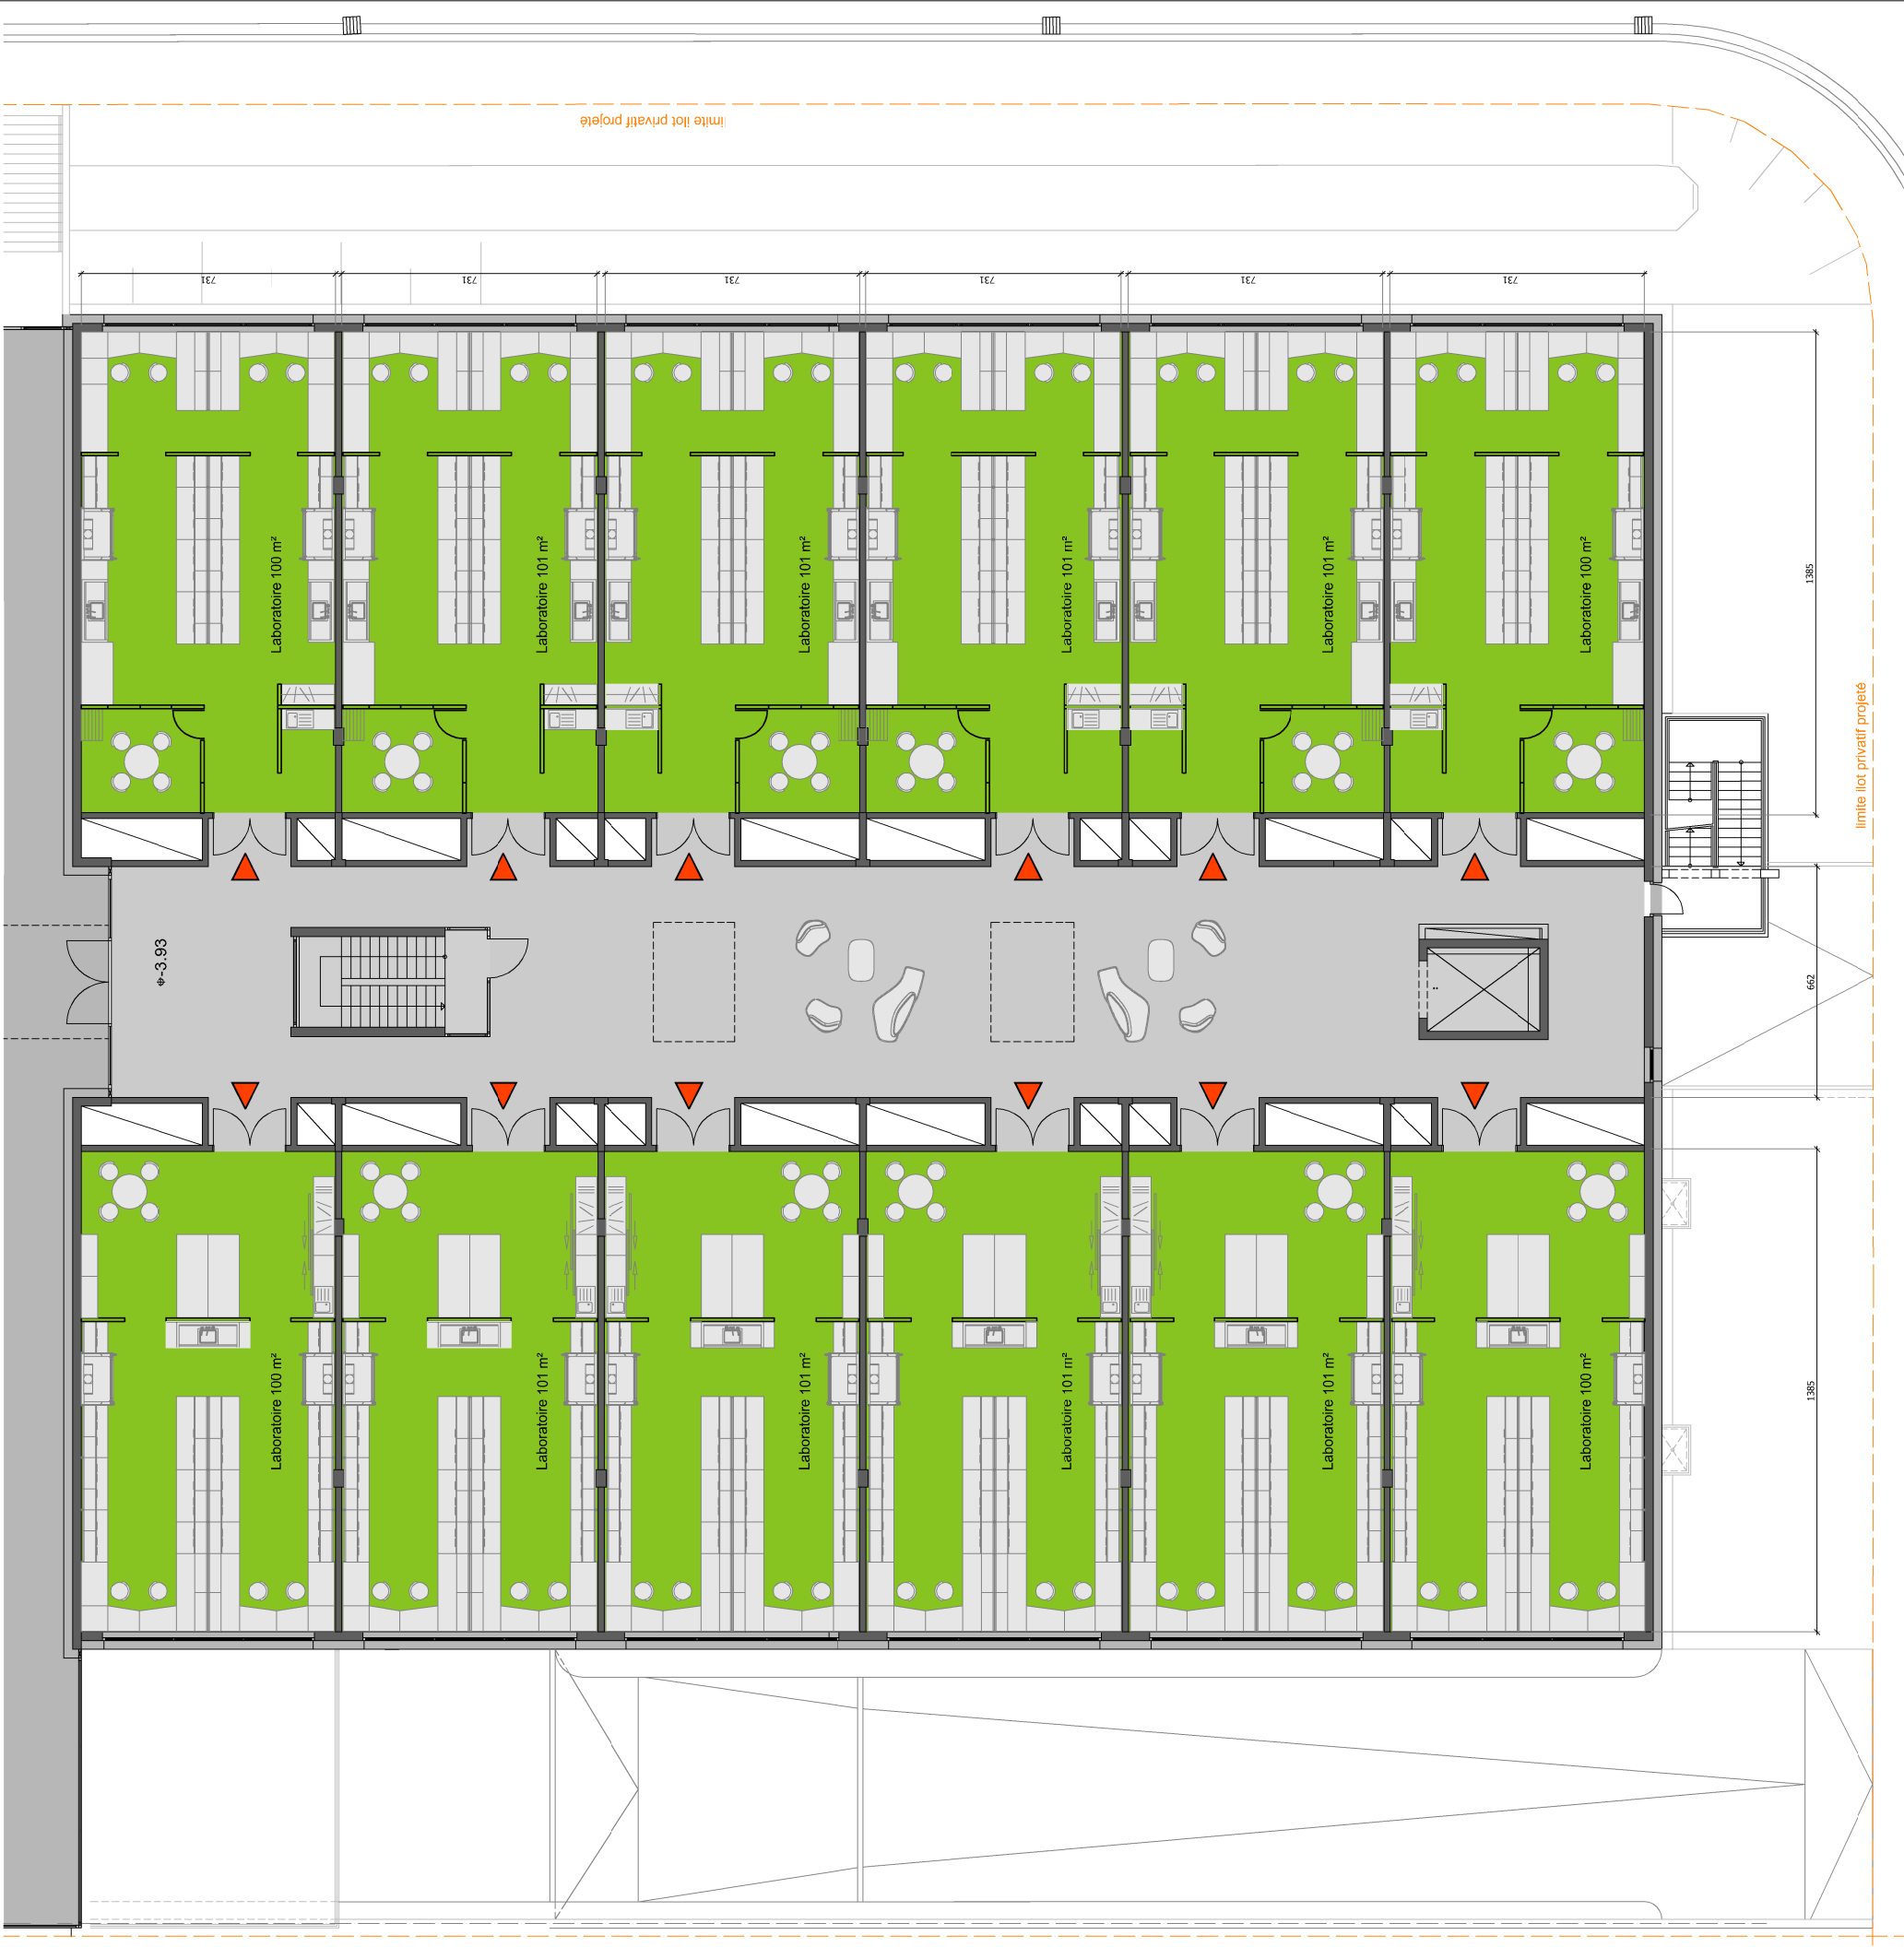 limite ilot privatif projeté
731
731
731
731
731
731
Laboratoire 100 m²
Laboratoire 101 m²
Laboratoire 101 m²
Laboratoire 101 m²
Laboratoire 101 m²
Laboratoire 100 m²
1385
limite ilot privatif projeté
-3.93
662
Laboratoire 100 m²
Laboratoire 101 m²
Laboratoire 101 m²
Laboratoire 101 m²
Laboratoire 101 m²
Laboratoire 100 m²
1385